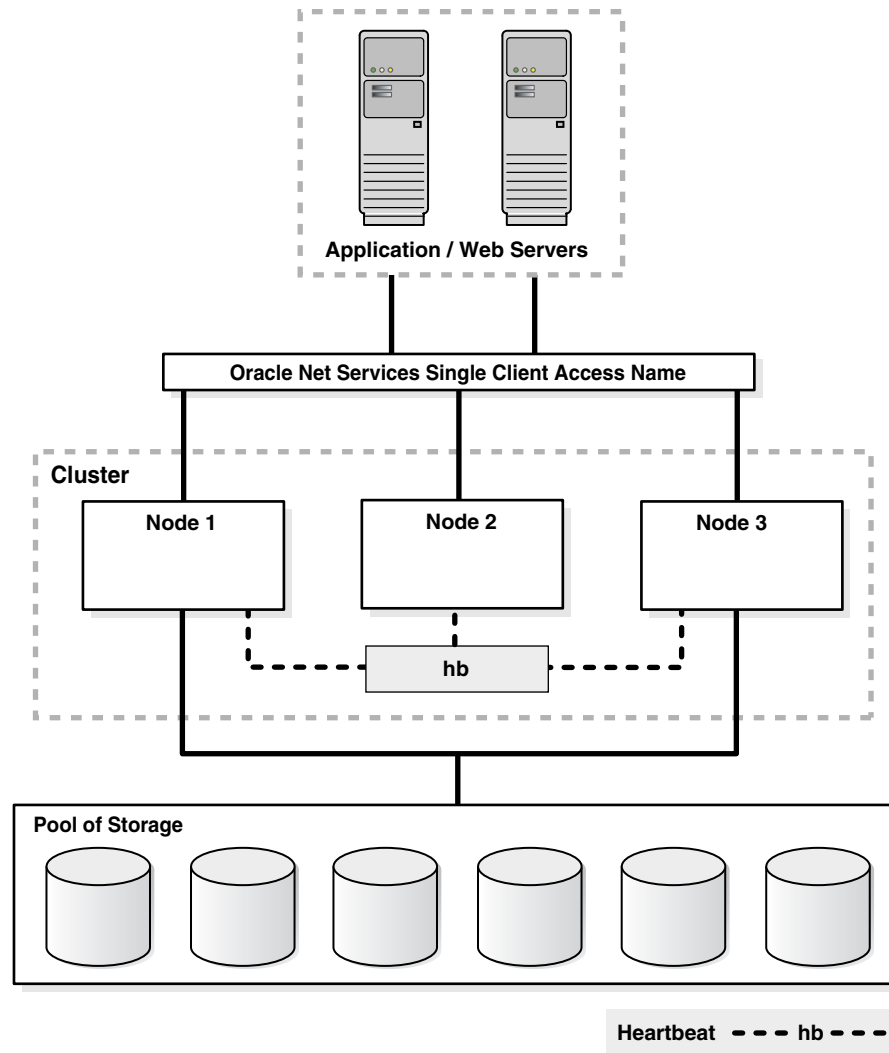 Application / Web Servers
Oracle Net Services Single Client Access Name
Cluster
Node 1
Node 2
Node 3
hb
Pool of Storage
Heartbeat hb